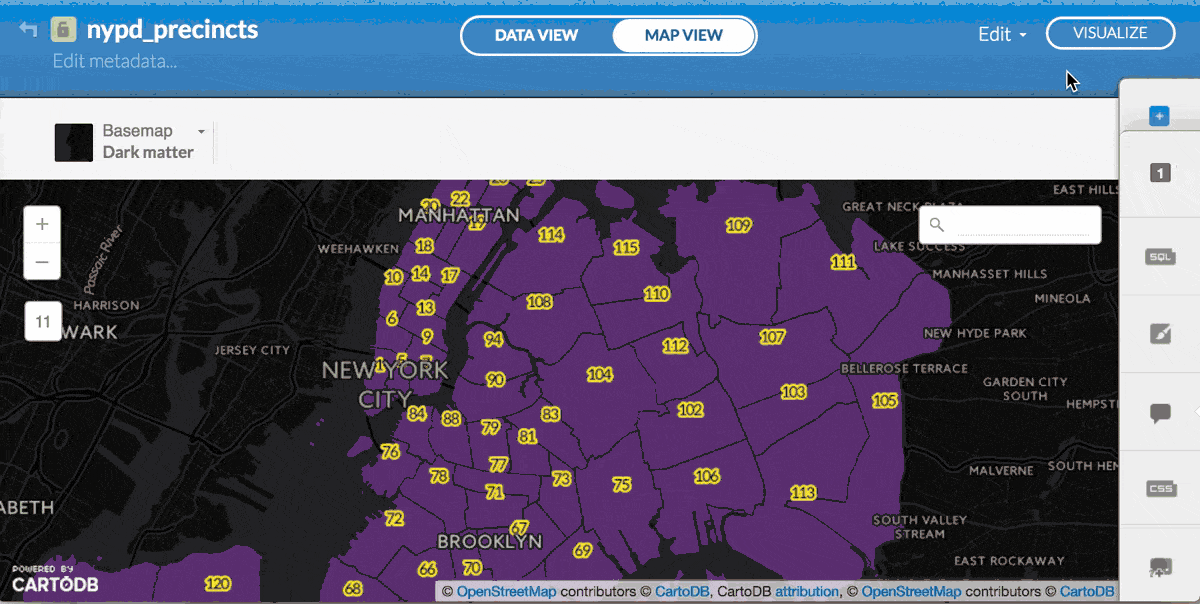 nypd_precincts
Edit metadata...
DATA VIEW
MAP VIEW
Edit
VISUALIZE
Basemap
Dark matter
1
SQL
CSS
+
−
11
EAST HILLS
GREAT NECK PLAZA
LAKE SUCCESS
MANHASSET HILLS
MINEOLA
NEW HYDE PARK
BELLEROSE TERRACE
GARDEN CITY
SOUTH
HEMPST
MALVERNE
SOUTH HEM
SOUTH VALLEY
STREAM
EAST ROCKAWAY
Passaic River
HARRISON
WARK
JERSEY CITY
WEEHAWKEN
MANHATTAN
NEW YORK
CITY
BROOKLYN
ABETH
22
19
18
114
115
109
111
10
14
17
110
108
13
6
9
94
112
107
1
90
104
103
105
84
88
83
102
79
81
76
77
78
73
75
106
71
113
72
67
69
66
70
68
120
POWERED BY
CARTODB
© OpenStreetMap contributors © CartoDB, CartoDB attribution, © OpenStreetMap contributors © CartoDB